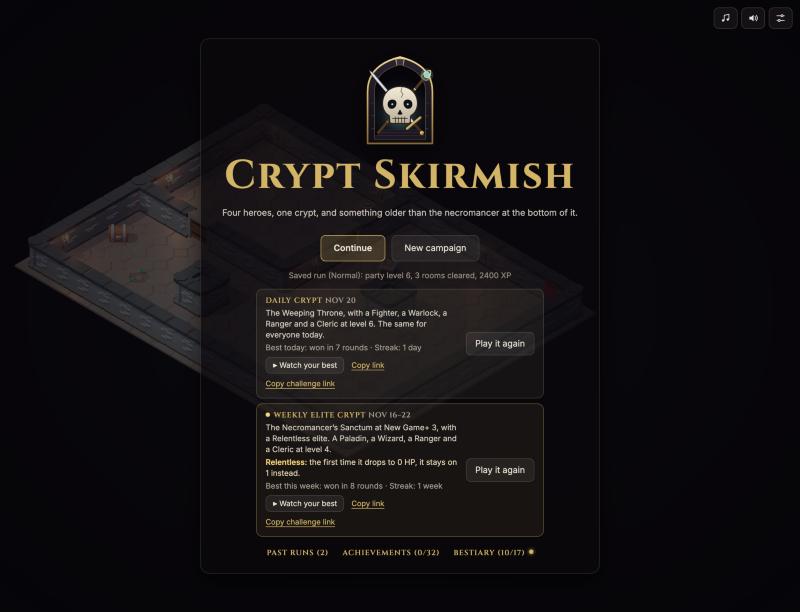 Crypt Skirmish
Four heroes, one crypt, and something older than the necromancer at the bottom of it.
Continue
New campaign
Saved run (Normal): party level 6, 3 rooms cleared, 2400 XP
DAILY CRYPT NOV 20
The Weeping Throne, with a Fighter, a Warlock, a
Ranger and a Cleric at level 6. The same for
everyone today.
Best today: won in 7 rounds · Streak: 1 day
▸ Watch your best
Copy link
Copy challenge link
Play it again
WEEKLY ELITE CRYPT NOV 16–22
The Necromancer's Sanctum at New Game+ 3, with
a Relentless elite. A Paladin, a Wizard, a Ranger and
a Cleric at level 4.
Relentless: the first time it drops to 0 HP, it stays on
1 instead.
Best this week: won in 8 rounds · Streak: 1 week
▸ Watch your best
Copy link
Copy challenge link
Play it again
PAST RUNS (2)
ACHIEVEMENTS (0/32)
BESTIARY (10/17)